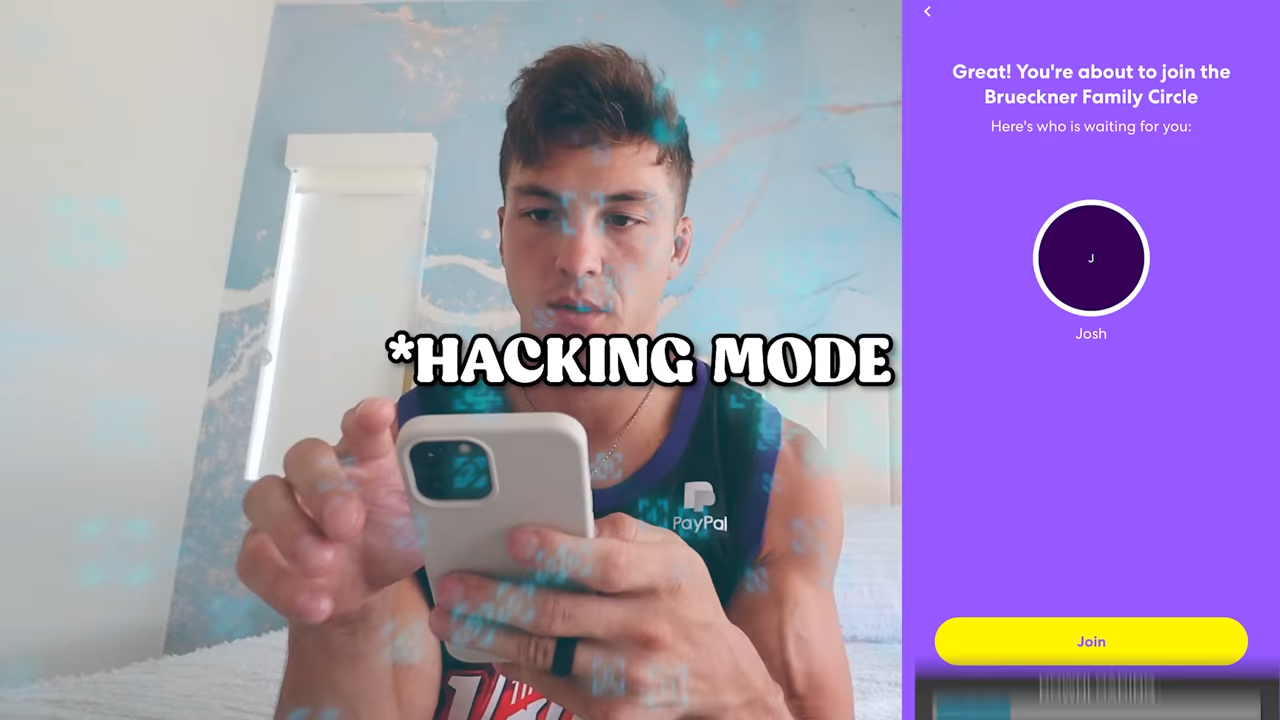 *HACKING MODE
PayPal
Great! You're about to join the
Brueckner Family Circle
Here's who is waiting for you:
J
Josh
Join